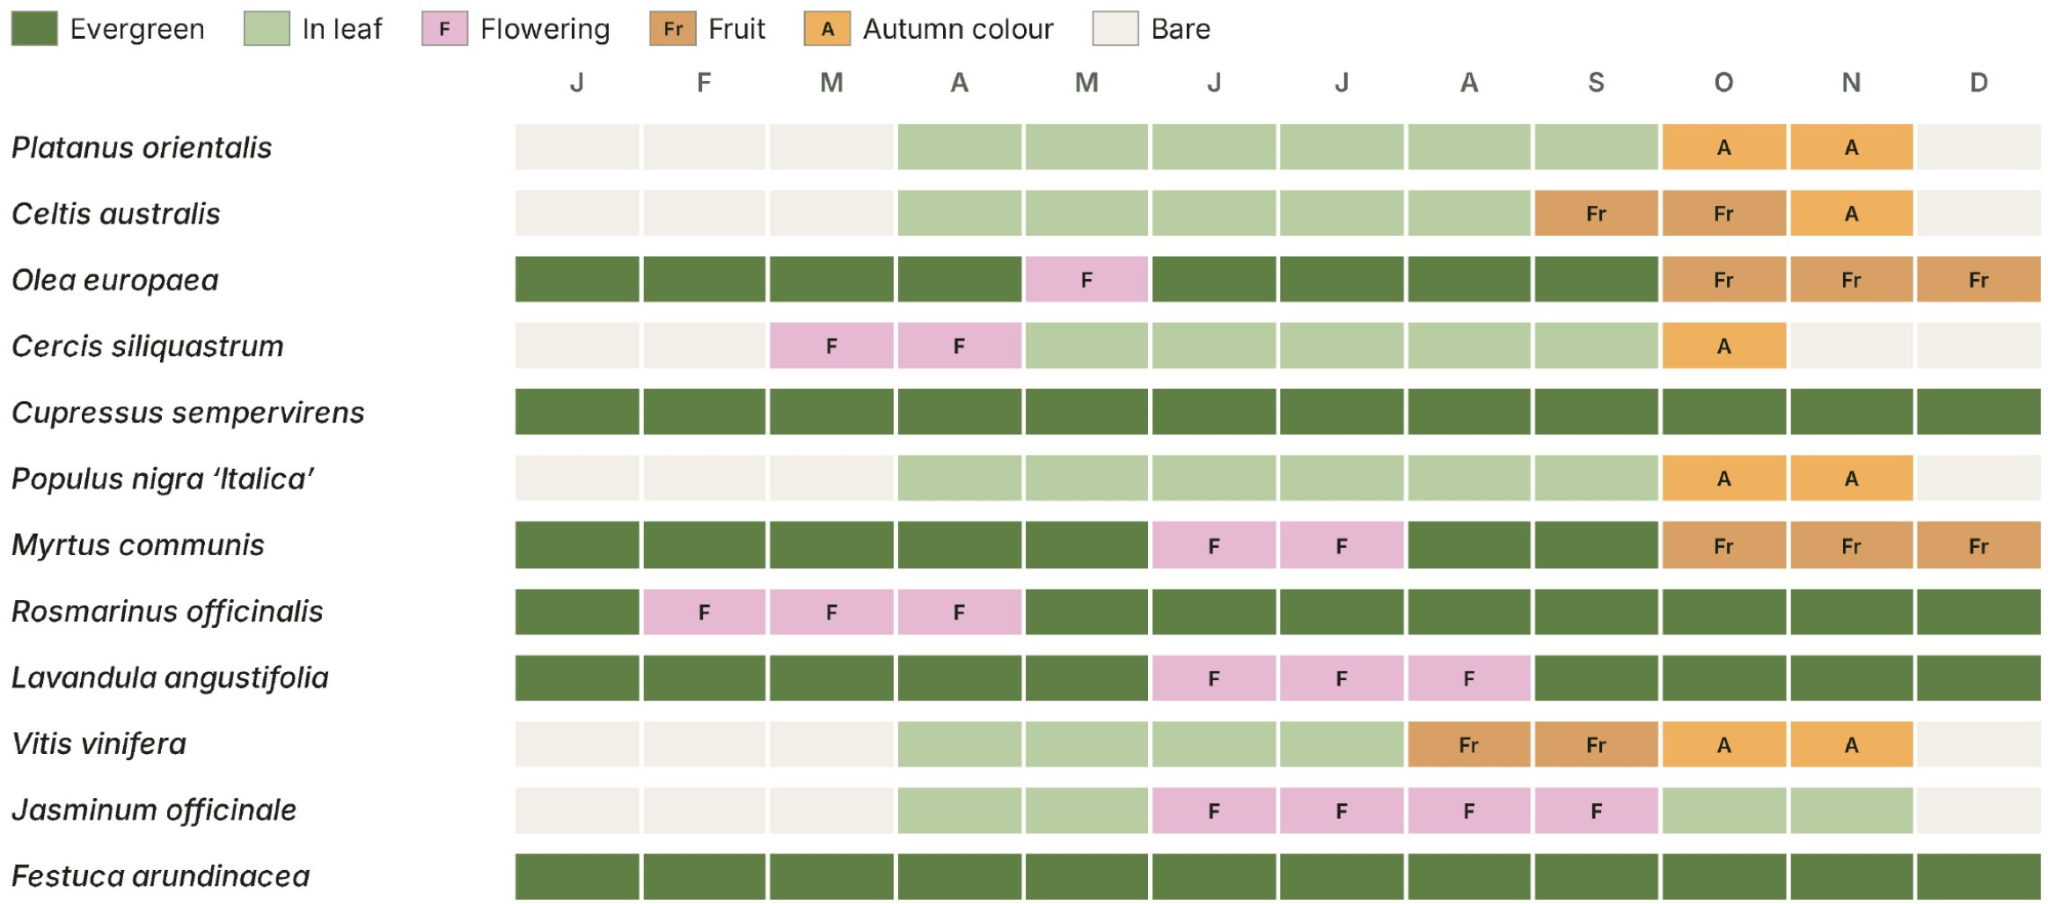 Evergreen In leaf F Flowering Fr Fruit A Autumn colour Bare
J F M A M J J A S O N D
Platanus orientalis A A
Celtis australis Fr Fr A
Olea europaea F Fr Fr Fr
Cercis siliquastrum F F A
Cupressus sempervirens
Populus nigra ‘Italica’ A A
Myrtus communis F F Fr Fr Fr
Rosmarinus officinalis F F F
Lavandula angustifolia F F F
Vitis vinifera Fr Fr A A
Jasminum officinale F F F F
Festuca arundinacea